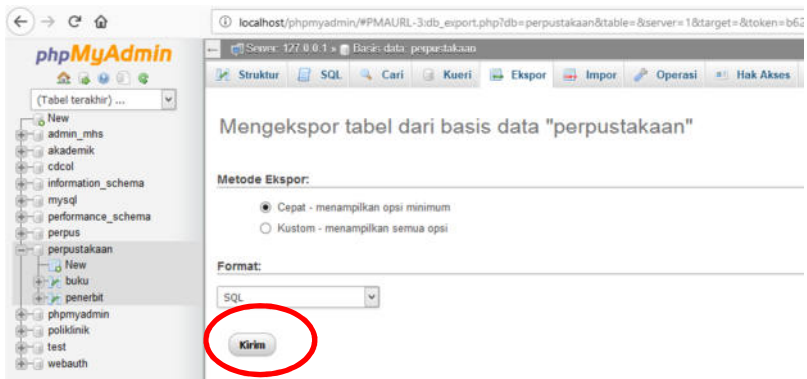 localhost/phpmyadmin/#PMAURL-3:db_export.php?db=perpustakaan&table=&server=1&target=&token=b62
phpMyAdmin
(Tabel terakhir) ...
New
admin_mhs
akademik
cdcol
information_schema
mysql
performance_schema
perpus
perpustakaan
New
buku
penerbit
phpmyadmin
poliklinik
test
webauth
Server: 127.0.0.1 » Basis data: perpustakaan
Struktur SQL Cari Kueri Ekspor Impor Operasi Hak Akses
Mengekspor tabel dari basis data "perpustakaan"
Metode Ekspor:
Cepat - menampilkan opsi minimum
Kustom - menampilkan semua opsi
Format:
SQL
Kirim